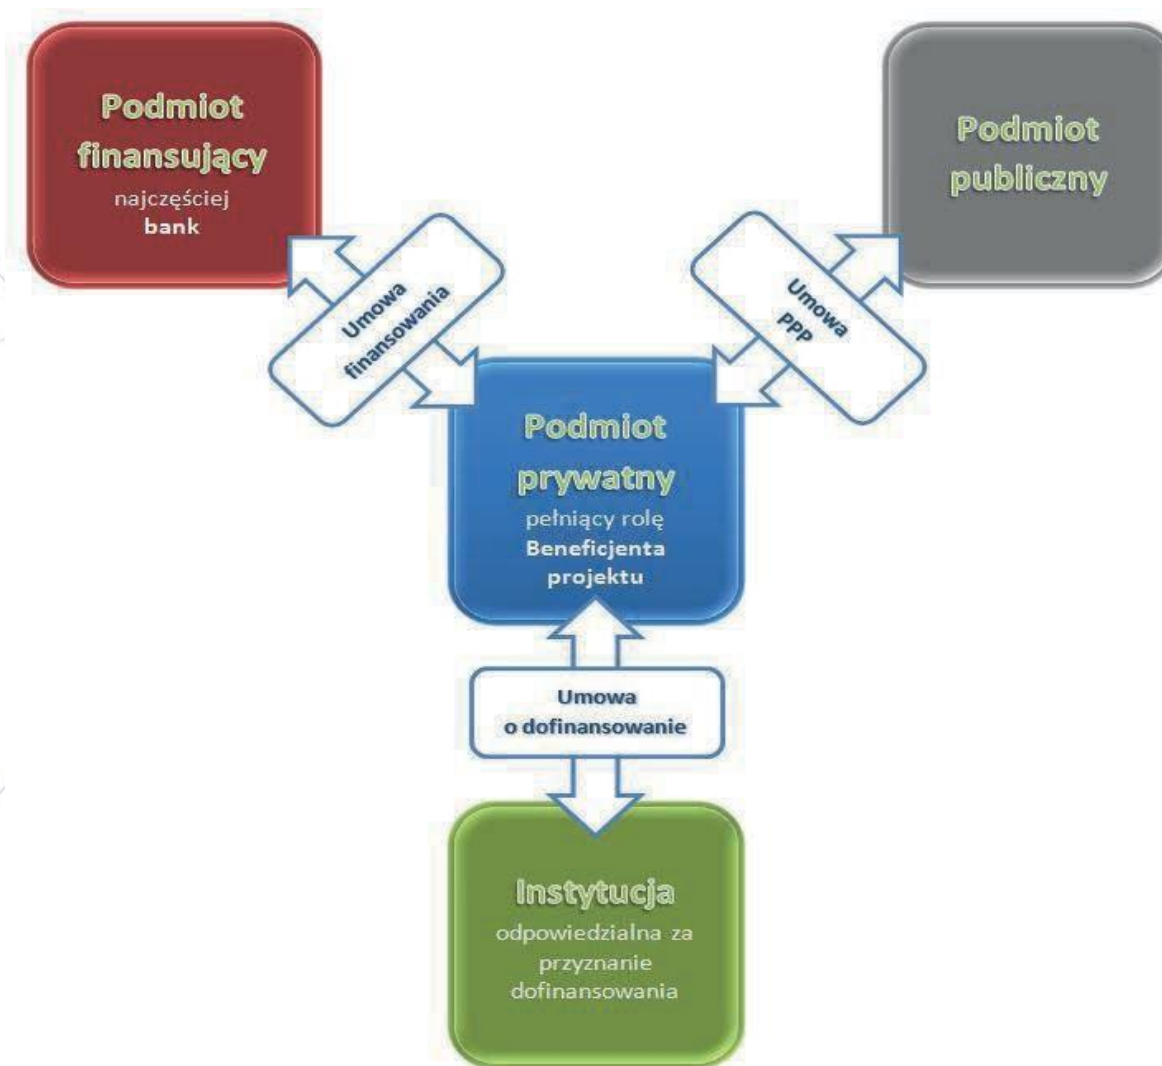 Podmiot
finansujący
najczęściej
bank
Podmiot
publiczny
Umowa
finansowania
Umowa
PPP
Podmiot
prywatny
pełniący rolę
Beneficjenta
projektu
Umowa
o dofinansowanie
Instytucja
odpowiedzialna za
przyznanie
dofinansowania